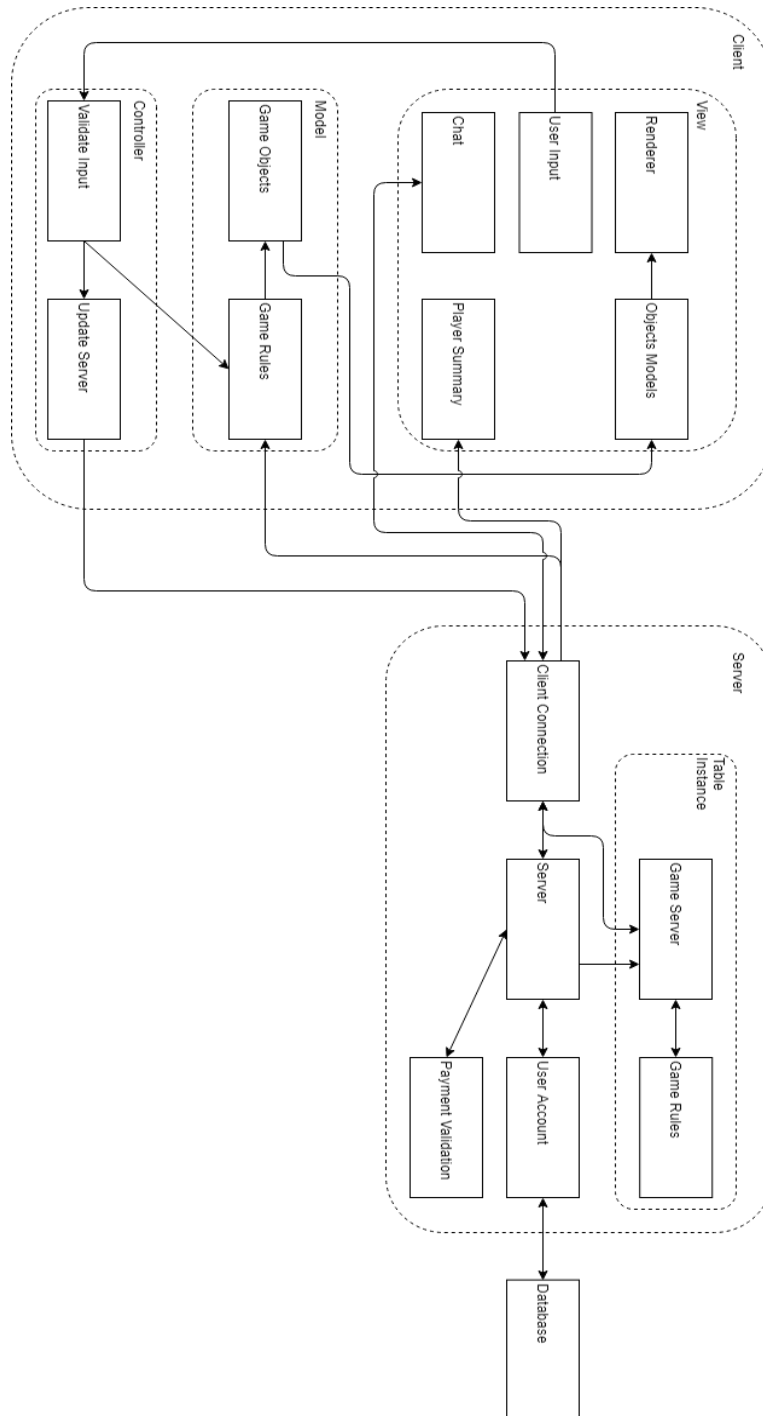 Client
View
Renderer
Objects Models
User Input
Chat
Player Summary
Model
Game Objects
Game Rules
Controller
Validate Input
Update Server
Server
Table
Instance
Game Server
Game Rules
Client Connection
Server
User Account
Payment Validation
Database